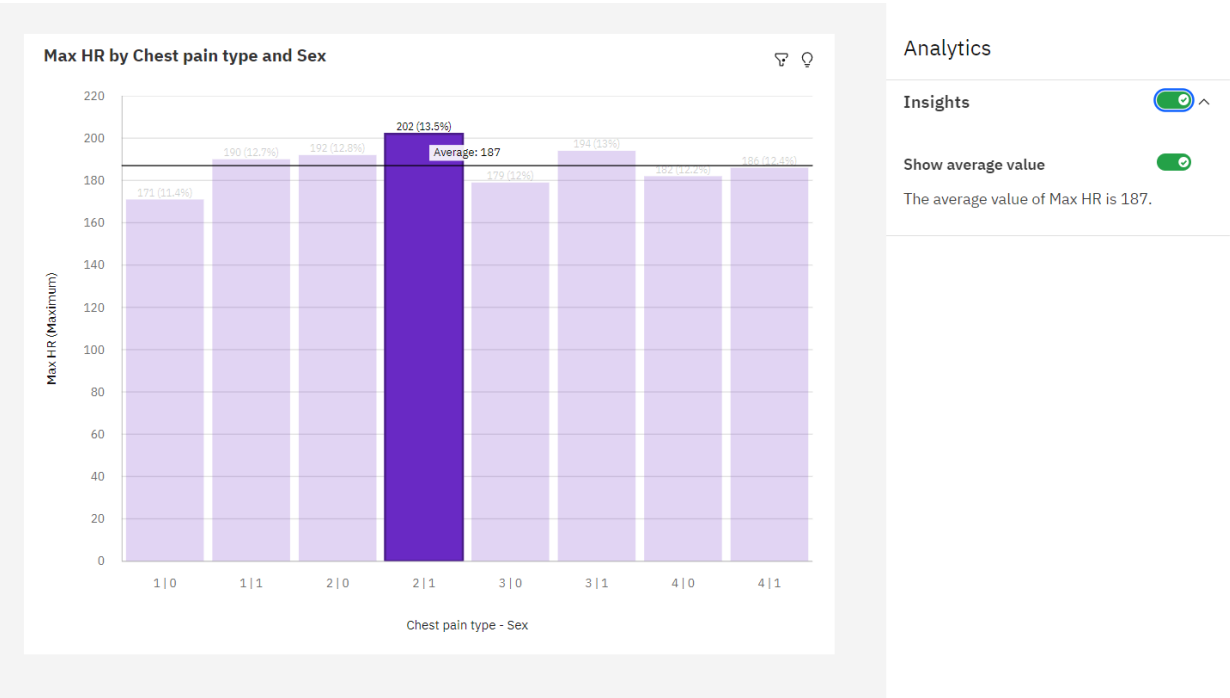 Max HR by Chest pain type and Sex
220
200
180
160
140
120
100
80
60
40
20
0
Max HR (Maximum)
171 (11.4%)
190 (12.7%)
192 (12.8%)
202 (13.5%)
Average: 187
179 (12%)
194 (13%)
182 (12.2%)
186 (12.4%)
1 | 0
1 | 1
2 | 0
2 | 1
3 | 0
3 | 1
4 | 0
4 | 1
Chest pain type - Sex
Analytics
Insights
Show average value
The average value of Max HR is 187.